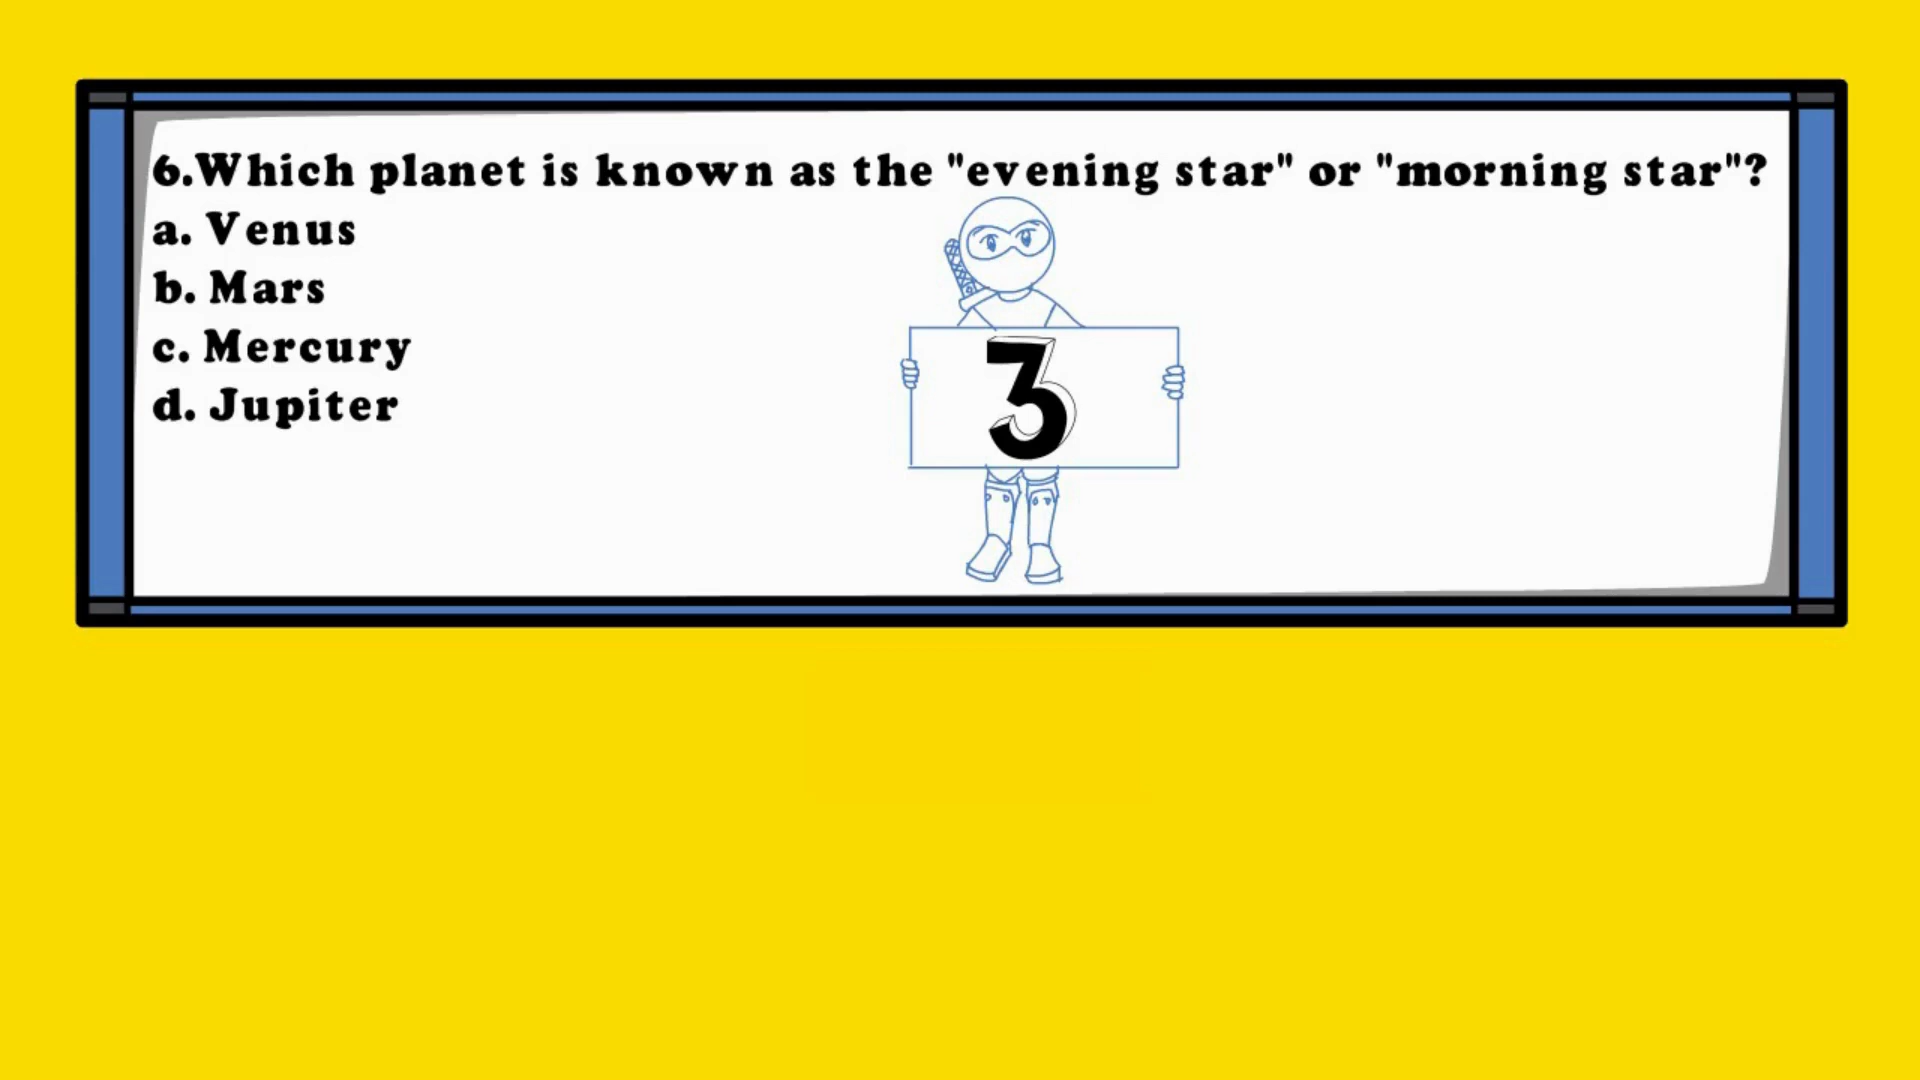 6.Which planet is known as the "evening star" or "morning star"?
a. Venus
b. Mars
c. Mercury
d. Jupiter
3